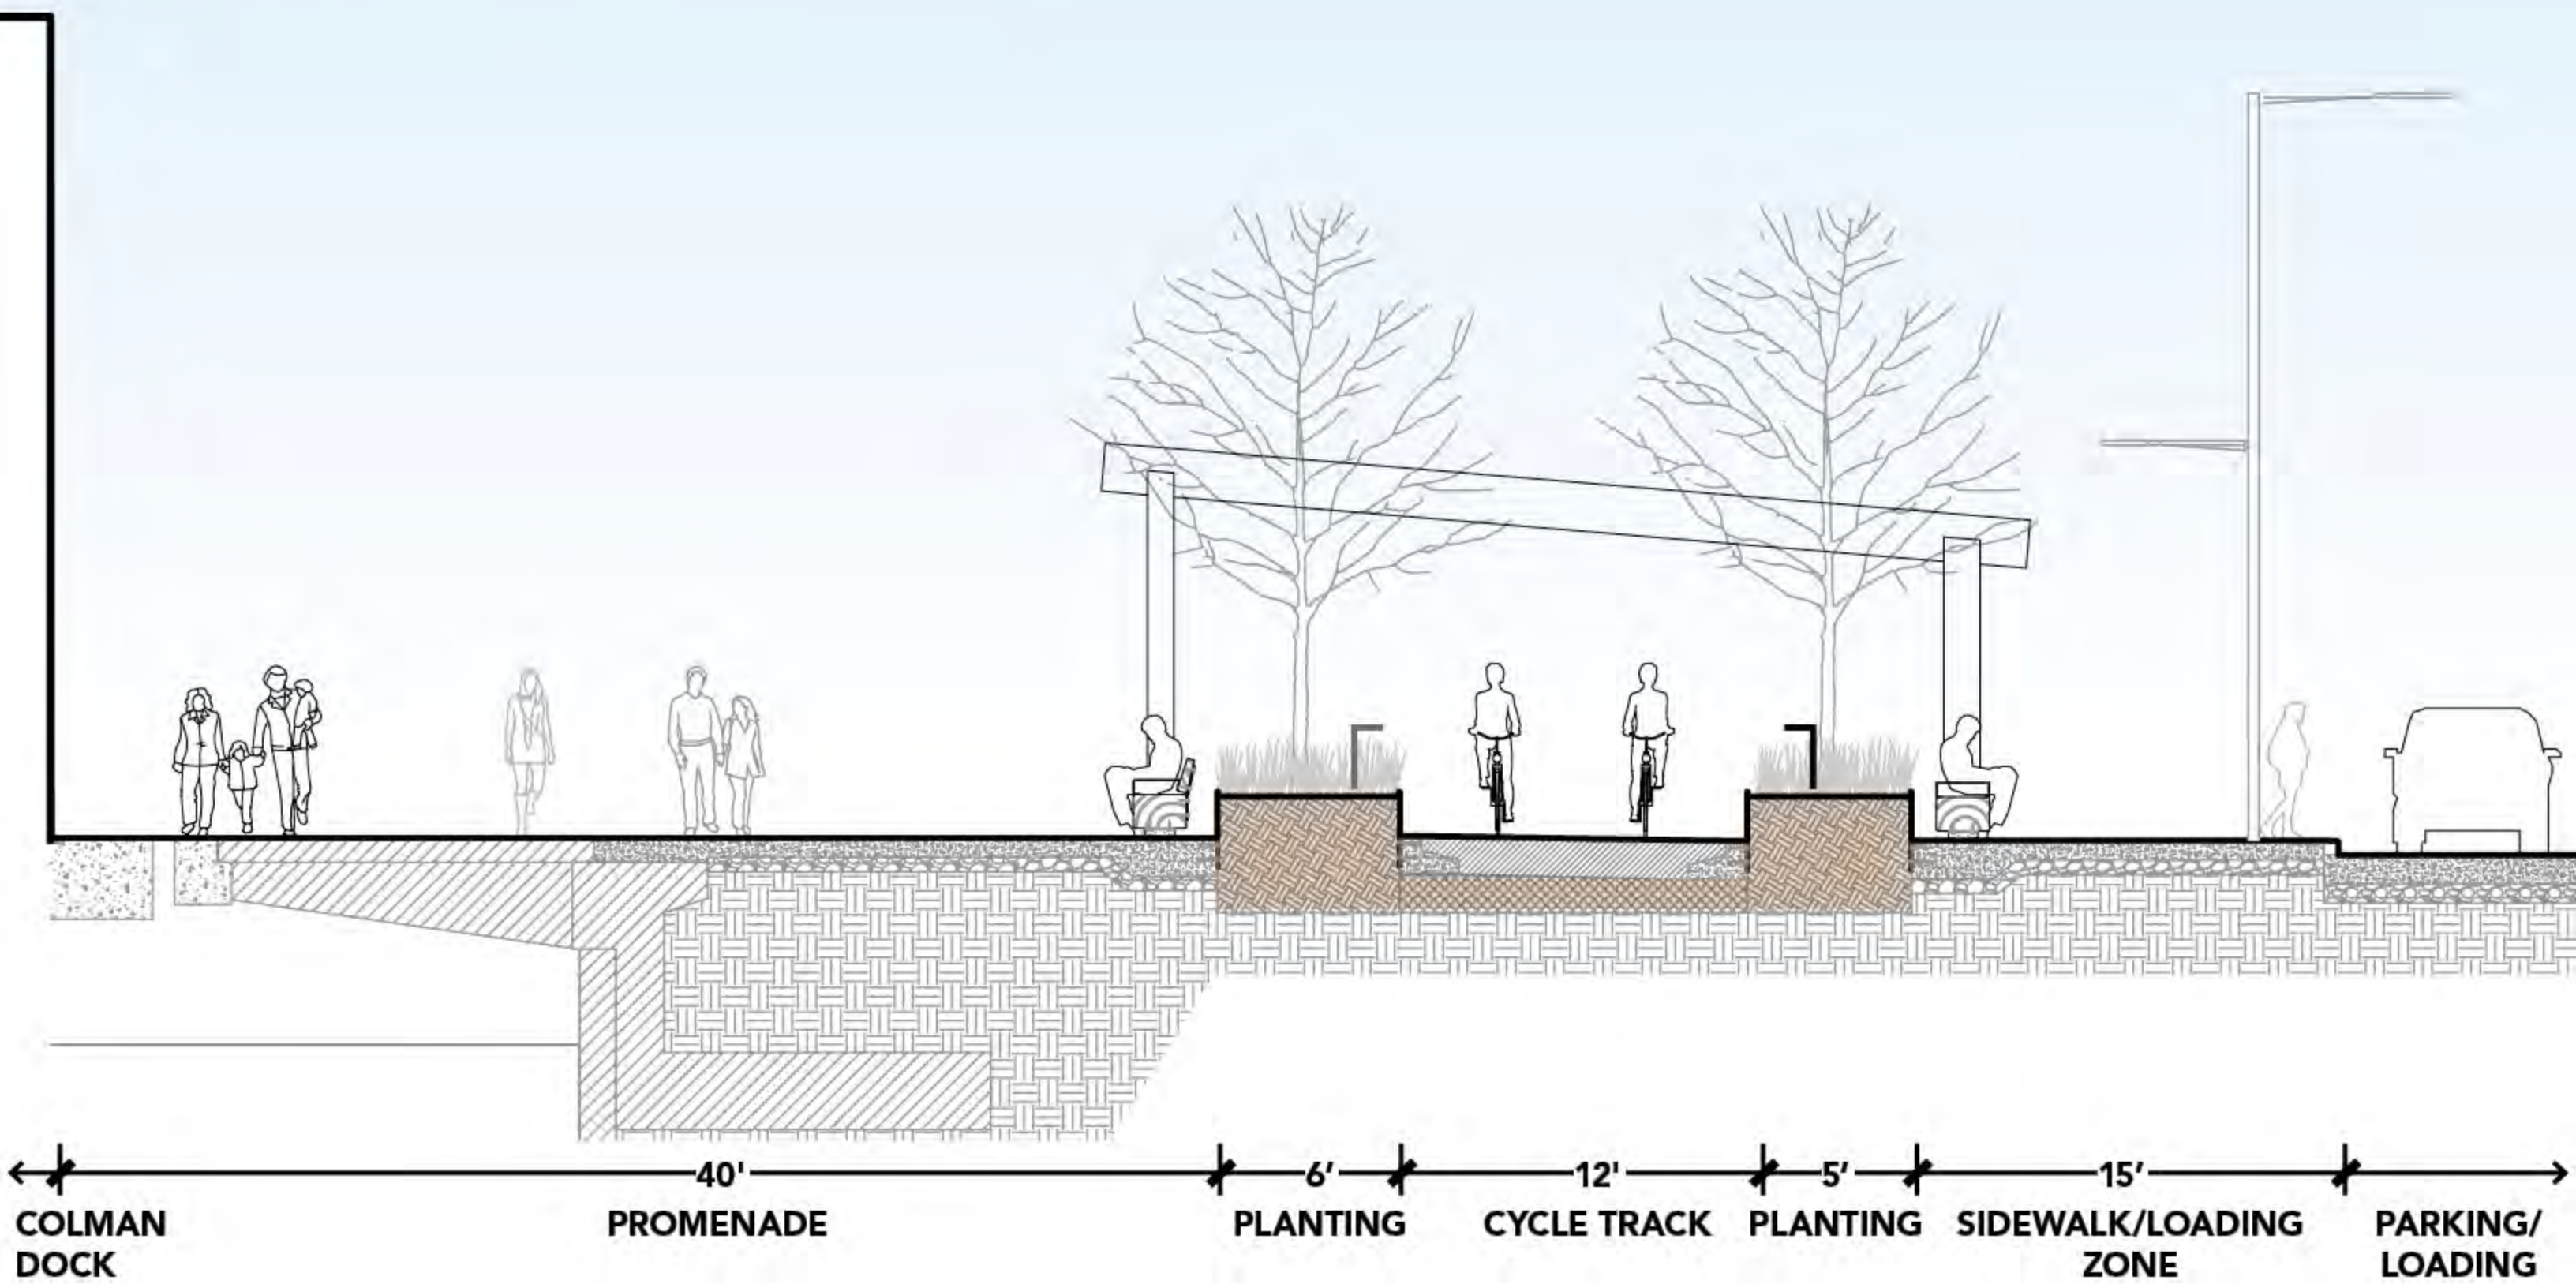 40' 6′ 12' 5′ 15′
COLMAN DOCK
PROMENADE
PLANTING
CYCLE TRACK
PLANTING
SIDEWALK/LOADING
ZONE
PARKING/
LOADING